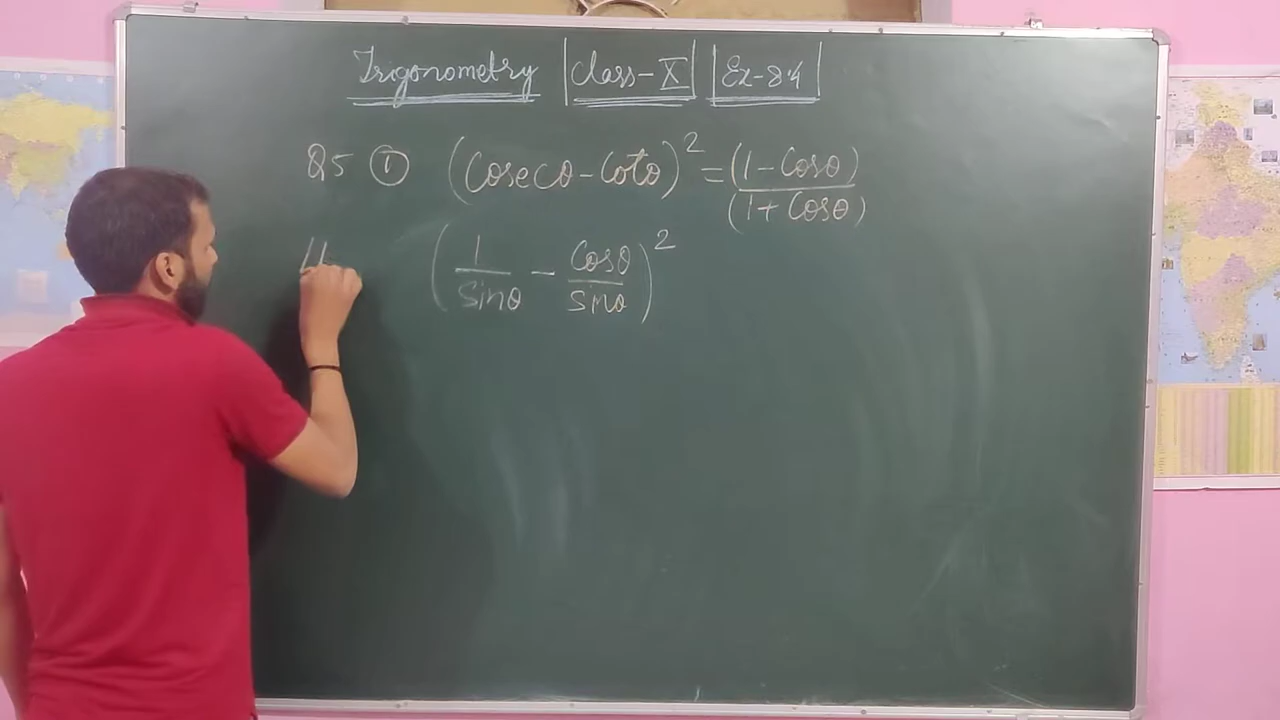 Trigonometry | Class-X | | Ex-8.4 |
Q5 ① (Cosecθ - Cotθ)² = (1 - Cosθ) / (1 + Cosθ)
(1/Sinθ - Cosθ/Sinθ)²